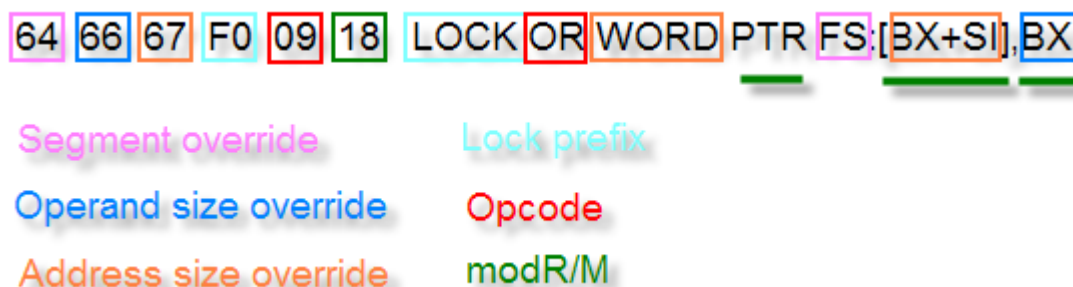 64 66 67 F0 09 18 LOCK OR WORD PTR FS:[BX+SI],BX
Segment override Lock prefix
Operand size override Opcode
Address size override modR/M